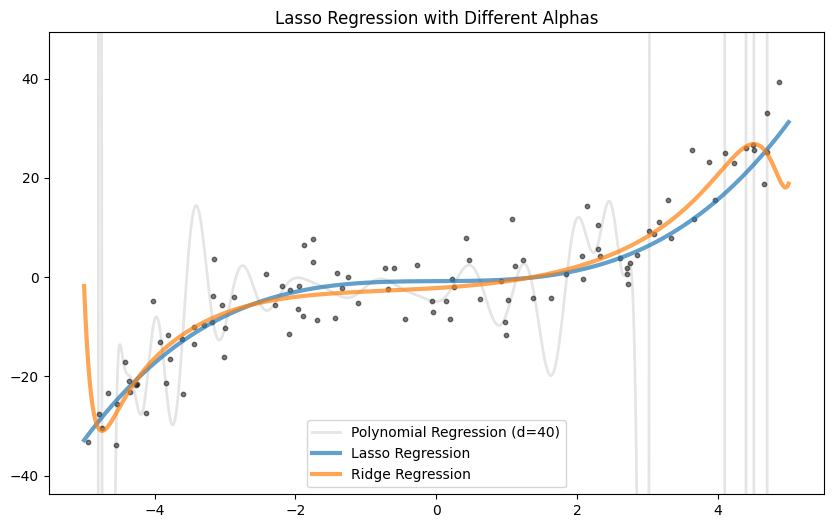 Lasso Regression with Different Alphas
40
20
0
−20
−40
Polynomial Regression (d=40)
Lasso Regression
Ridge Regression
−4
−2
0
2
4